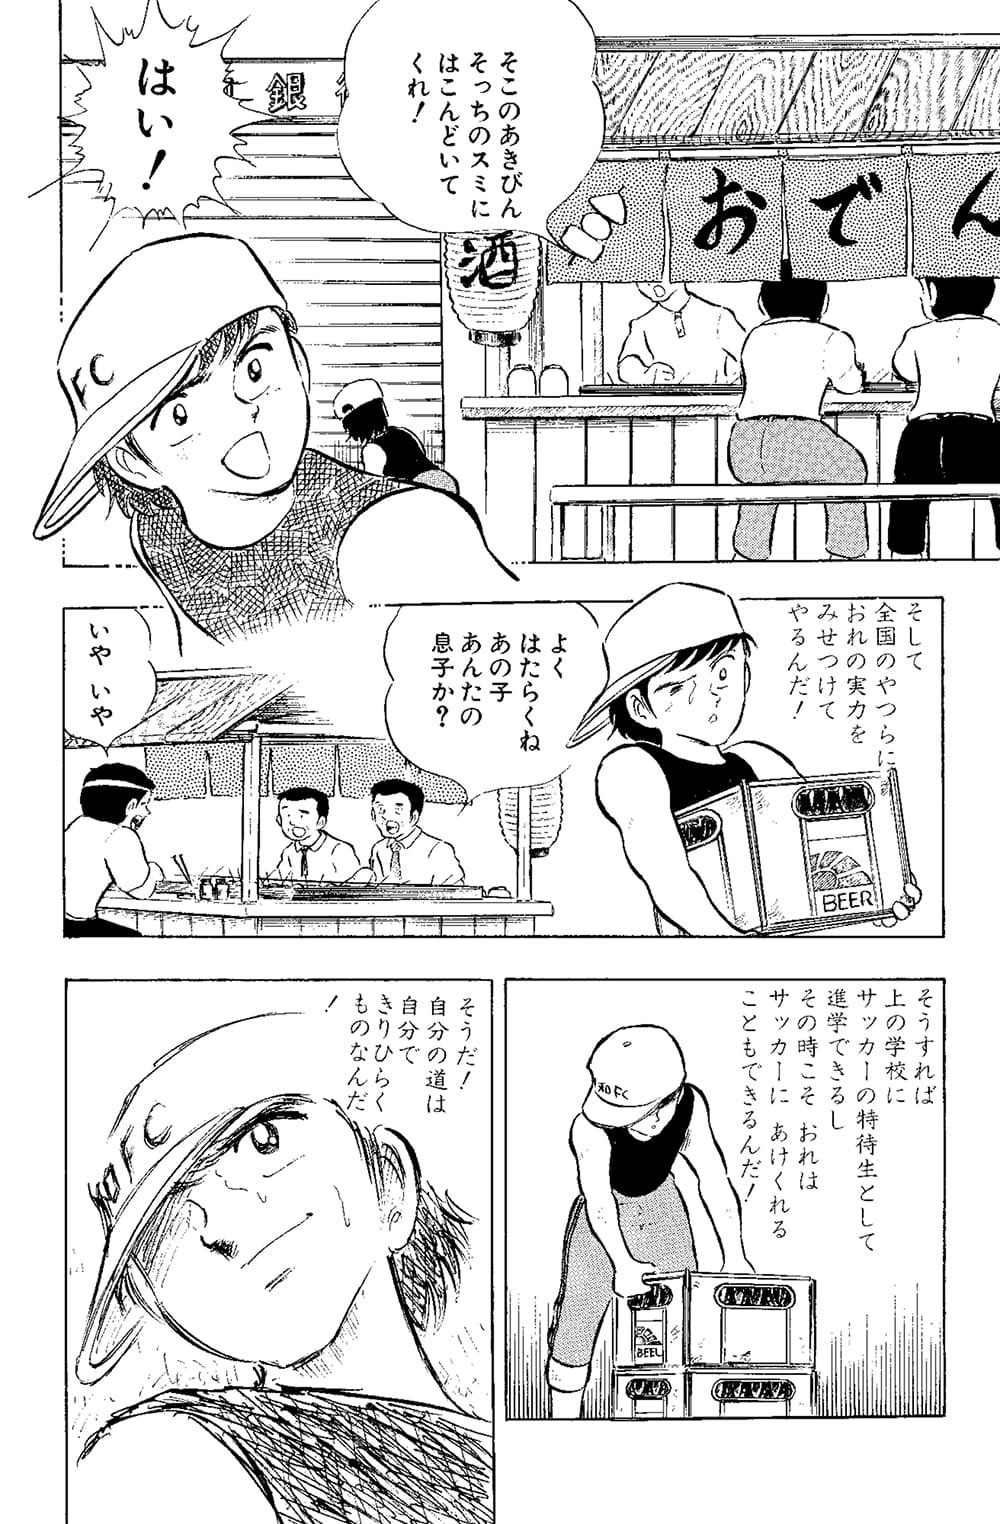 そこのあきびん
そっちのスミに
はこんどいて
くれ！
はい！
銀
おでん
酒
FC
そして
全国のやつらに
おれの実力を
みせつけて
やるんだ！
よく
はたらくね
あの子
あんたの
息子か？
いや いや
BEER
そうすれば
上の学校に
サッカーの特待生として
進学できるし
その時こそ おれは
サッカーに あけくれる
こともできるんだ！
和FC
BEEL
そうだ！
自分の道は
自分で
きりひらく
ものなんだ
！
FC